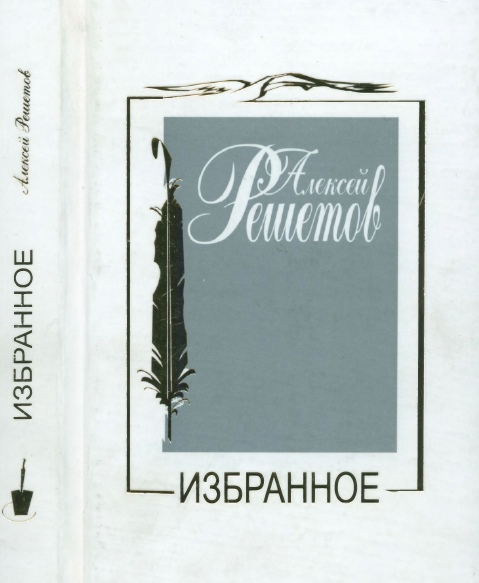 Алексей Решетов
ИЗБРАННОЕ
Алексей
Решетов
ИЗБРАННОЕ